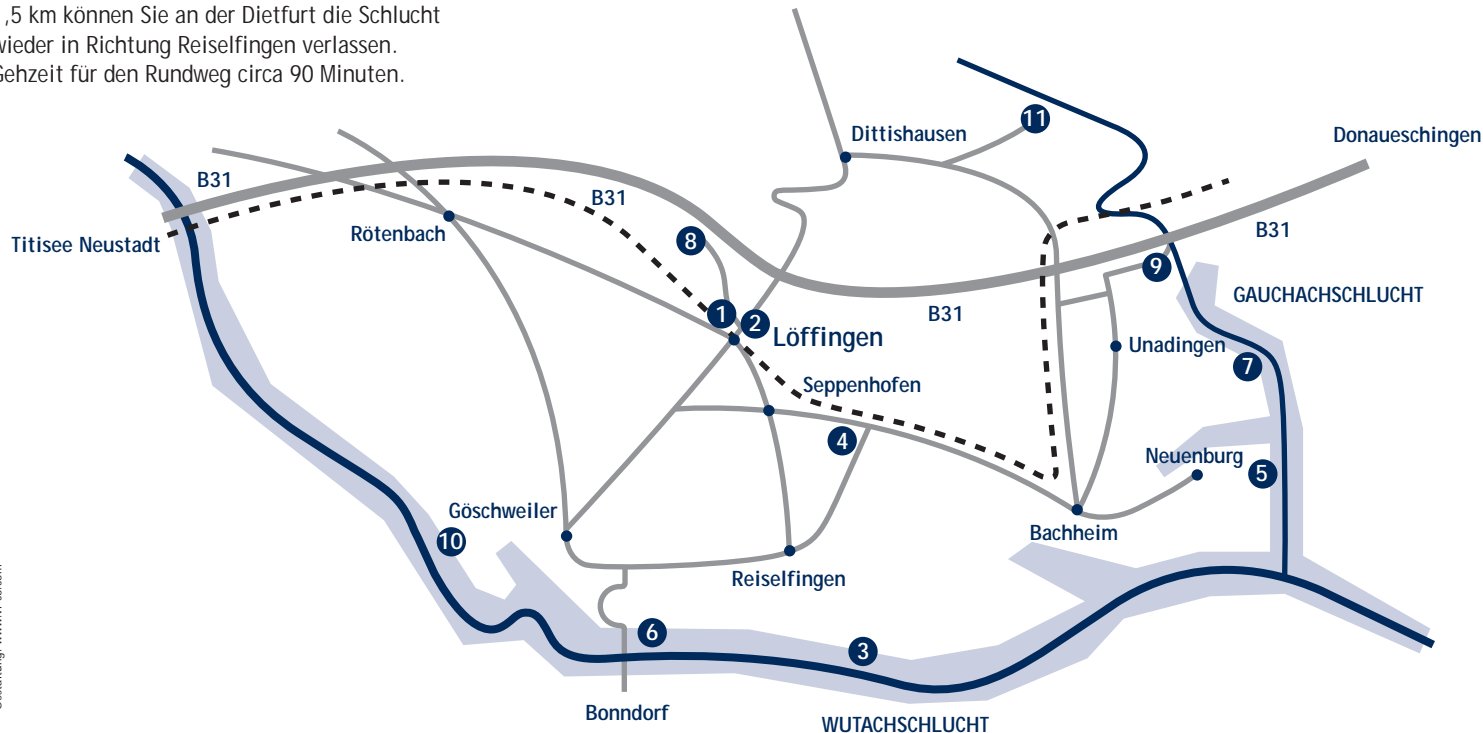 ,5 km können Sie an der Dietfurt die Schlucht
wieder in Richtung Reiselfingen verlassen.
Gehzeit für den Rundweg circa 90 Minuten.
Dittishausen
11
Donaueschingen
B31
B31
Titisee Neustadt
Rötenbach
8
B31
9
GAUCHACHSCHLUCHT
1
2
B31
Löffingen
Unadingen
7
Seppenhofen
4
Neuenburg
5
Göschweiler
10
Bachheim
Reiselfingen
6
3
Bonndorf
WUTACHSCHLUCHT